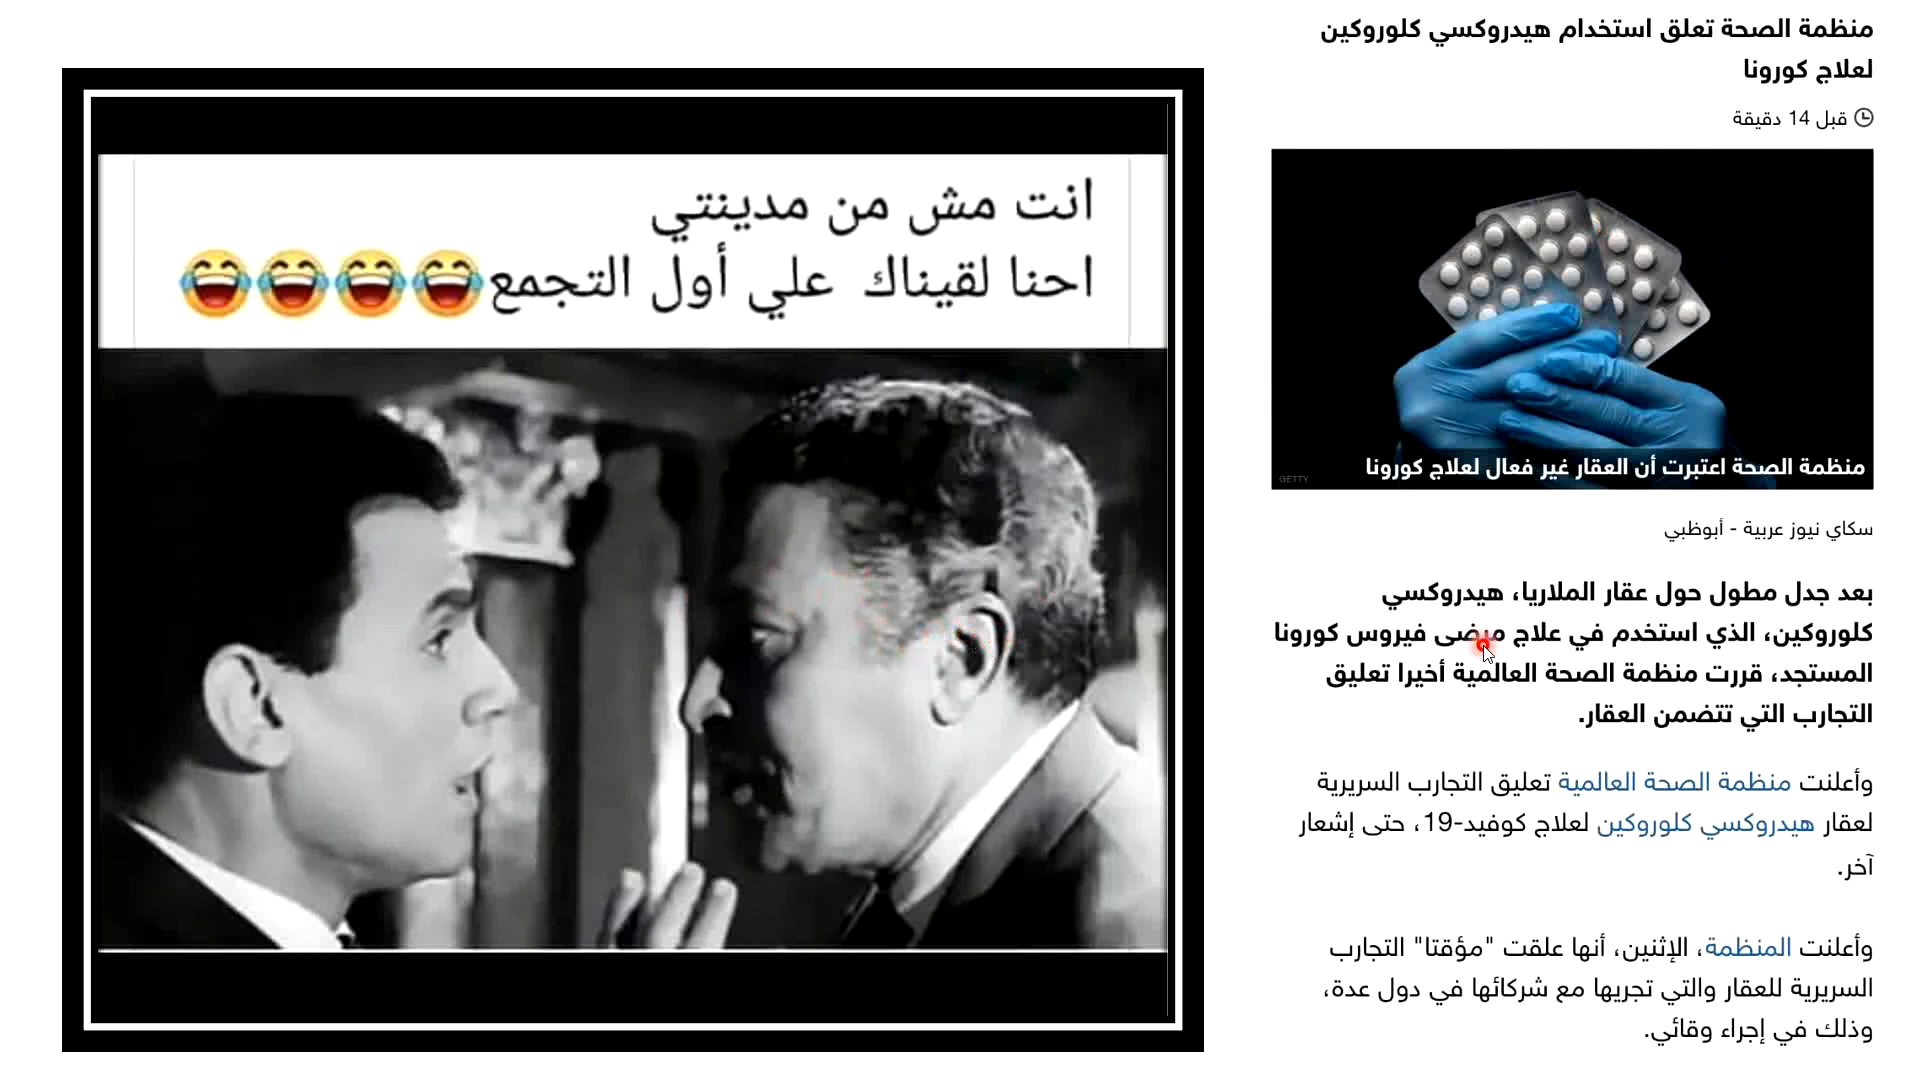 منظمة الصحة تعلق استخدام هيدروكسي كلوروكين
لعلاج كورونا
قبل 14 دقيقة
منظمة الصحة اعتبرت أن العقار غير فعال لعلاج كورونا
GETTY
سكاي نيوز عربية - أبوظبي
بعد جدل مطول حول عقار الملاريا، هيدروكسي
كلوروكين، الذي استخدم في علاج مرضى فيروس كورونا
المستجد، قررت منظمة الصحة العالمية أخيرا تعليق
التجارب التي تتضمن العقار.
وأعلنت منظمة الصحة العالمية تعليق التجارب السريرية
لعقار هيدروكسي كلوروكين لعلاج كوفيد-19، حتى إشعار
آخر.
وأعلنت المنظمة، الإثنين، أنها علقت "مؤقتا" التجارب
السريرية للعقار والتي تجريها مع شركائها في دول عدة،
وذلك في إجراء وقائي.
انت مش من مدينتي
احنا لقيناك علي أول التجمع😂😂😂😂